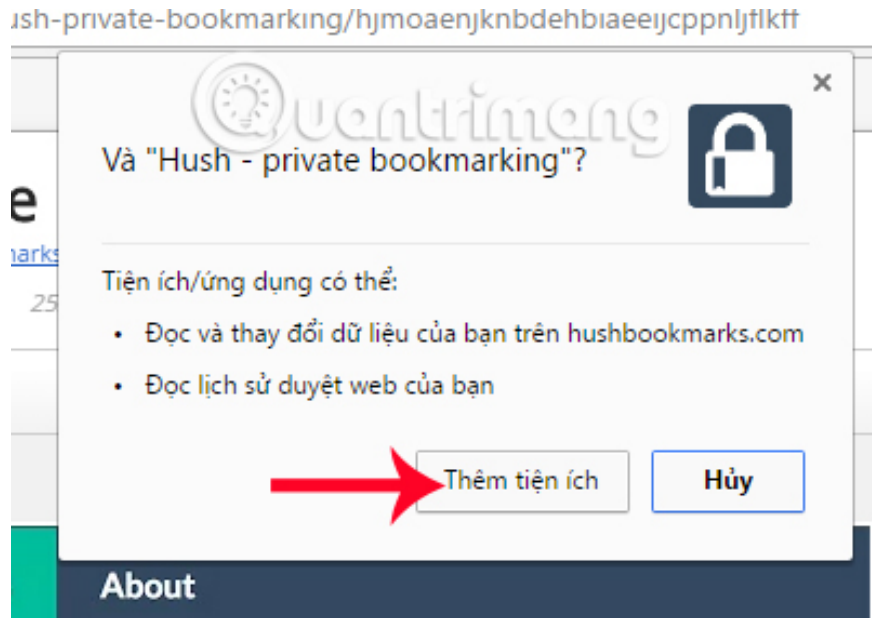 ush-private-bookmarking/
Quantrimang
Và "Hush - private bookmarking"?
e
marks
25
Tiện ích/ứng dụng có thể:
• Đọc và thay đổi dữ liệu của bạn trên hushbookmarks.com
• Đọc lịch sử duyệt web của bạn
Thêm tiện ích
Hủy
About